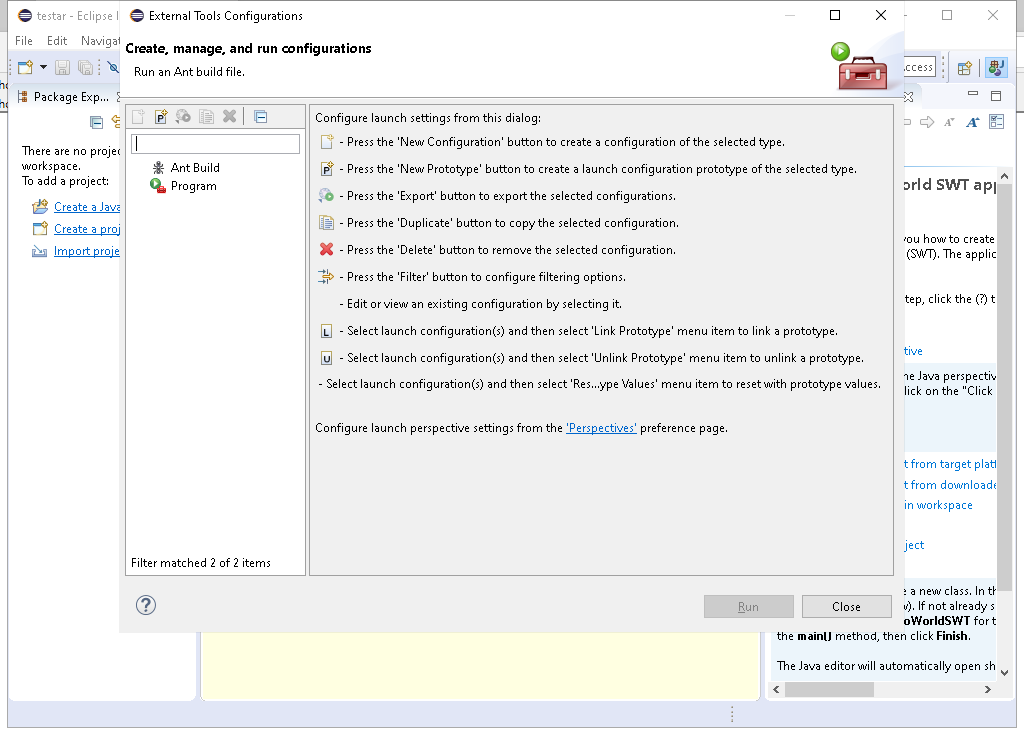 testar - Eclipse I
External Tools Configurations
File Edit Navigat
Create, manage, and run configurations
Run an Ant build file.
ccess
Package Exp...
There are no projec
workspace.
To add a project:
Create a Java
Create a proj
Import proje
Ant Build
Program
Filter matched 2 of 2 items
Configure launch settings from this dialog:
- Press the 'New Configuration' button to create a configuration of the selected type.
P - Press the 'New Prototype' button to create a launch configuration prototype of the selected type.
- Press the 'Export' button to export the selected configurations.
- Press the 'Duplicate' button to copy the selected configuration.
- Press the 'Delete' button to remove the selected configuration.
- Press the 'Filter' button to configure filtering options.
- Edit or view an existing configuration by selecting it.
L - Select launch configuration(s) and then select 'Link Prototype' menu item to link a prototype.
U - Select launch configuration(s) and then select 'Unlink Prototype' menu item to unlink a prototype.
- Select launch configuration(s) and then select 'Res...ype Values' menu item to reset with prototype values.
Configure launch perspective settings from the 'Perspectives' preference page.
Run
Close
orld SWT app
you how to create
(SWT). The applic
tep, click the (?) t
tive
he Java perspectiv
lick on the "Click
t from target platf
t from downloade
in workspace
ject
e a new class. In th
w). If not already s
oWorldSWT for t
the main() method, then click Finish.
The Java editor will automatically open sh